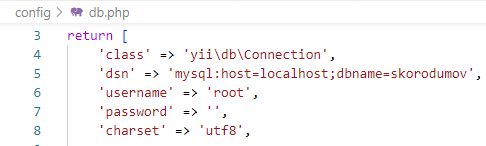 config > db.php
3 return [
4 'class' => 'yii\db\Connection',
5 'dsn' => 'mysql:host=localhost;dbname=skorodumov',
6 'username' => 'root',
7 'password' => '',
8 'charset' => 'utf8',